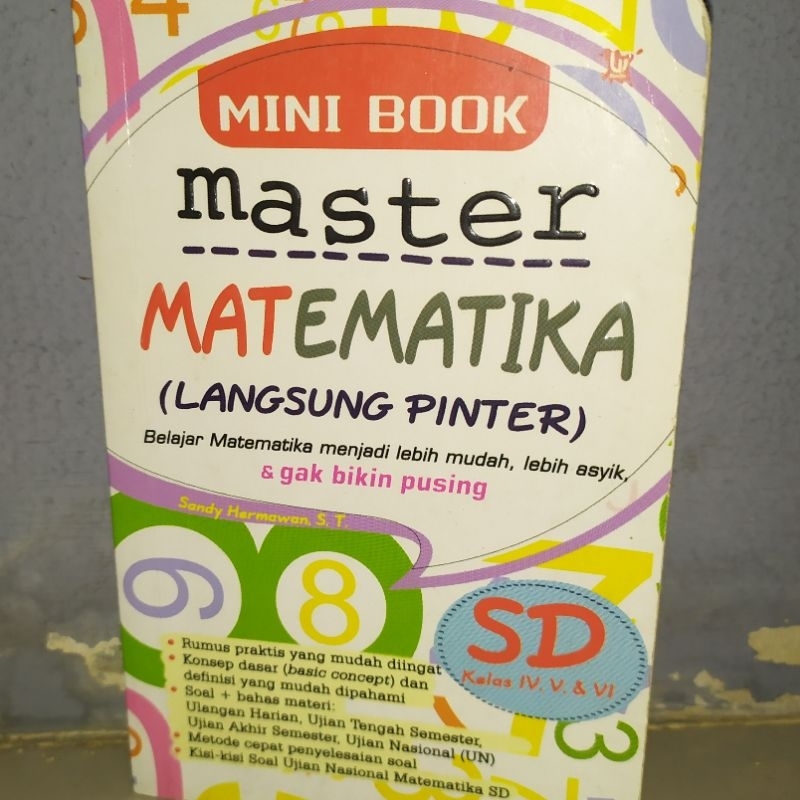 MINI BOOK
master
MATEMATIKA
(LANGSUNG PINTER)
Belajar Matematika menjadi lebih mudah, lebih asyik,
& gak bikin pusing
Sandy Hermawan, S. T.
6
8
SD
Kelas IV, V, & VI
• Rumus praktis yang mudah diingat
• Konsep dasar (basic concept) dan
definisi yang mudah dipahami
• Soal + bahas materi:
Ulangan Harian, Ujian Tengah Semester,
Ujian Akhir Semester, Ujian Nasional (UN)
• Metode cepat penyelesaian soal
• Kisi-kisi Soal Ujian Nasional Matematika SD
3